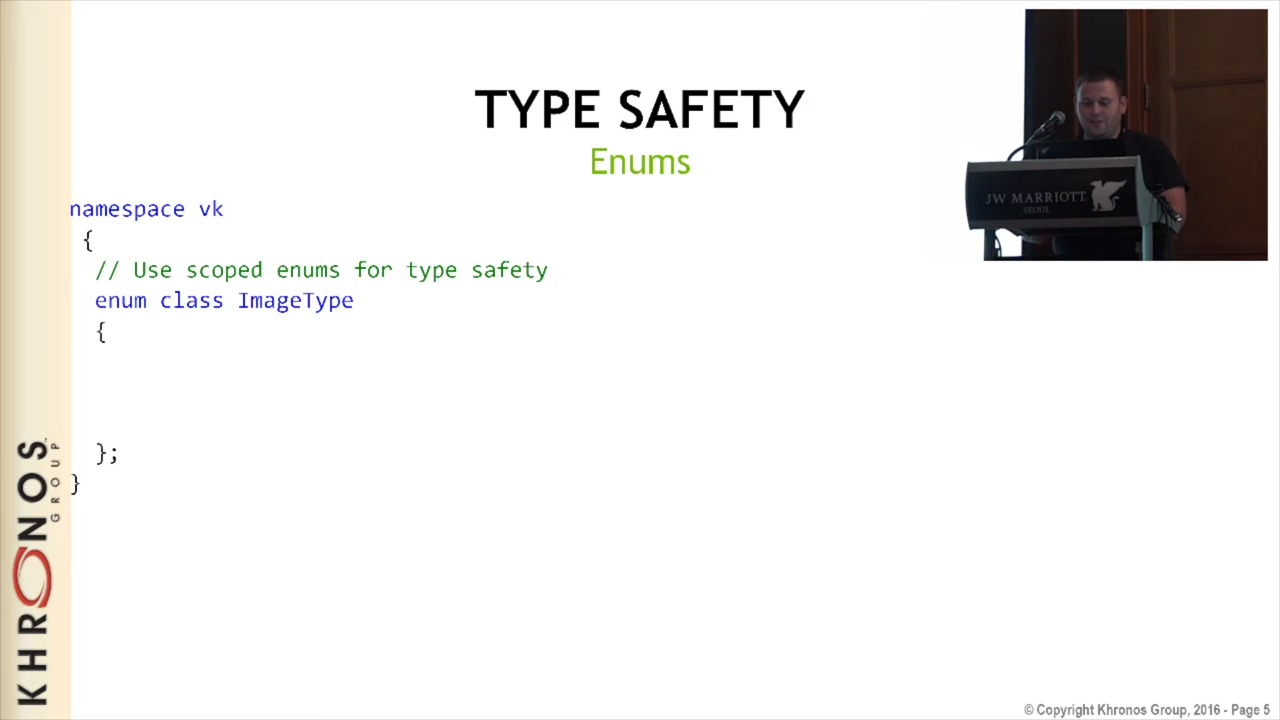 TYPE SAFETY
Enums
namespace vk
{
// Use scoped enums for type safety
enum class ImageType
{
};
}
JW MARRIOTT
SEOUL
KHRONOS
GROUP
© Copyright Khronos Group, 2016 - Page 5